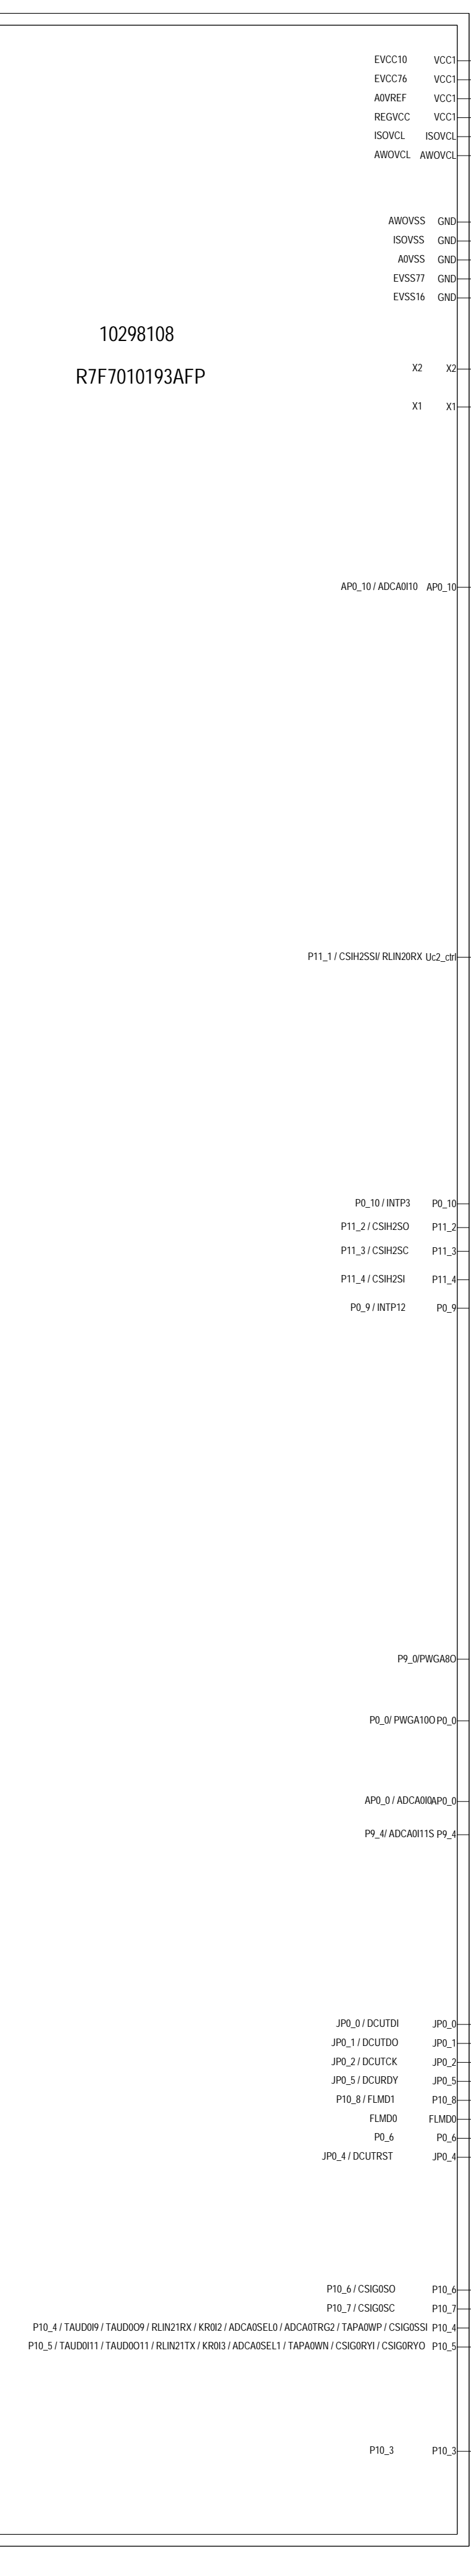 EVCC10 VCC1
EVCC76 VCC1
A0VREF VCC1
REGVCC VCC1
ISOVCL ISOVCL
AWOVCL AWOVCL
AWOVSS GND
ISOVSS GND
A0VSS GND
EVSS77 GND
EVSS16 GND
10298108
R7F7010193AFP
X2 X2
X1 X1
AP0_10 / ADCA0I10 AP0_10
P11_1 / CSIH2SSI/ RLIN20RX Uc2_ctrl
P0_10 / INTP3 P0_10
P11_2 / CSIH2SO P11_2
P11_3 / CSIH2SC P11_3
P11_4 / CSIH2SI P11_4
P0_9 / INTP12 P0_9
P9_0/PWGA8O
P0_0/ PWGA10O P0_0
AP0_0 / ADCA0I0 AP0_0
P9_4/ ADCA0I11S P9_4
JP0_0 / DCUTDI JP0_0
JP0_1 / DCUTDO JP0_1
JP0_2 / DCUTCK JP0_2
JP0_5 / DCURDY JP0_5
P10_8 / FLMD1 P10_8
FLMD0 FLMD0
P0_6 P0_6
JP0_4 / DCUTRST JP0_4
P10_6 / CSIG0SO P10_6
P10_7 / CSIG0SC P10_7
P10_4 / TAUD0I9 / TAUD0O9 / RLIN21RX / KR0I2 / ADCA0SEL0 / ADCA0TRG2 / TAPA0WP / CSIG0SSI P10_4
P10_5 / TAUD0I11 / TAUD0O11 / RLIN21TX / KR0I3 / ADCA0SEL1 / TAPA0WN / CSIG0RYI / CSIG0RYO P10_5
P10_3 P10_3